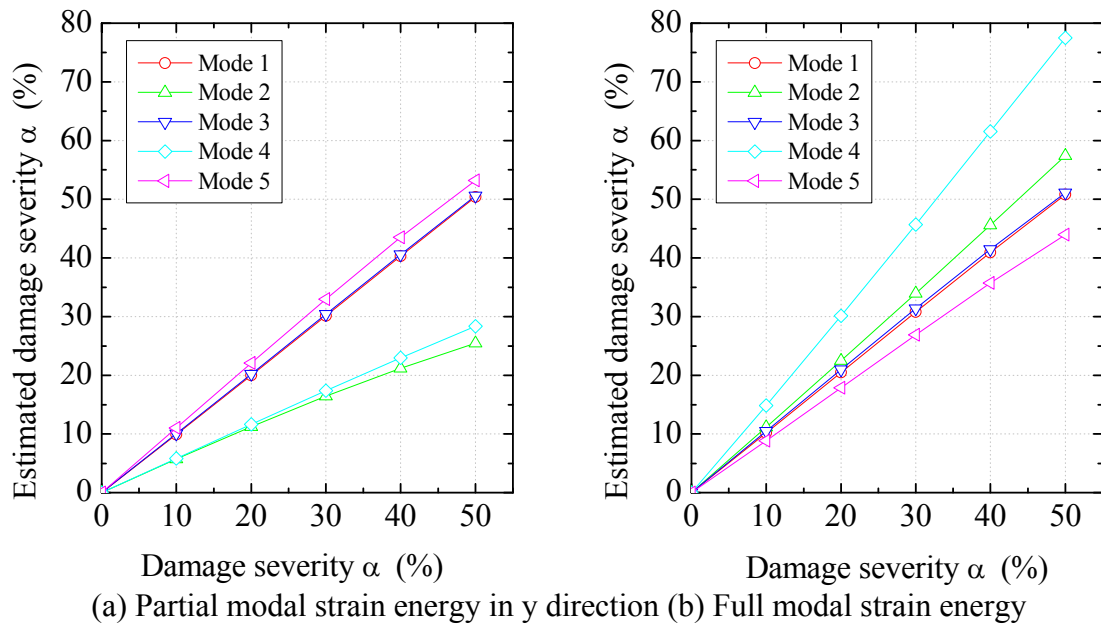 80
70
60
50
40
30
20
10
0
Estimated damage severity α (%)
Mode 1
Mode 2
Mode 3
Mode 4
Mode 5
0 10 20 30 40 50
Damage severity α (%)
80
70
60
50
40
30
20
10
0
Estimated damage severity α (%)
Mode 1
Mode 2
Mode 3
Mode 4
Mode 5
0 10 20 30 40 50
Damage severity α (%)
(a) Partial modal strain energy in y direction (b) Full modal strain energy